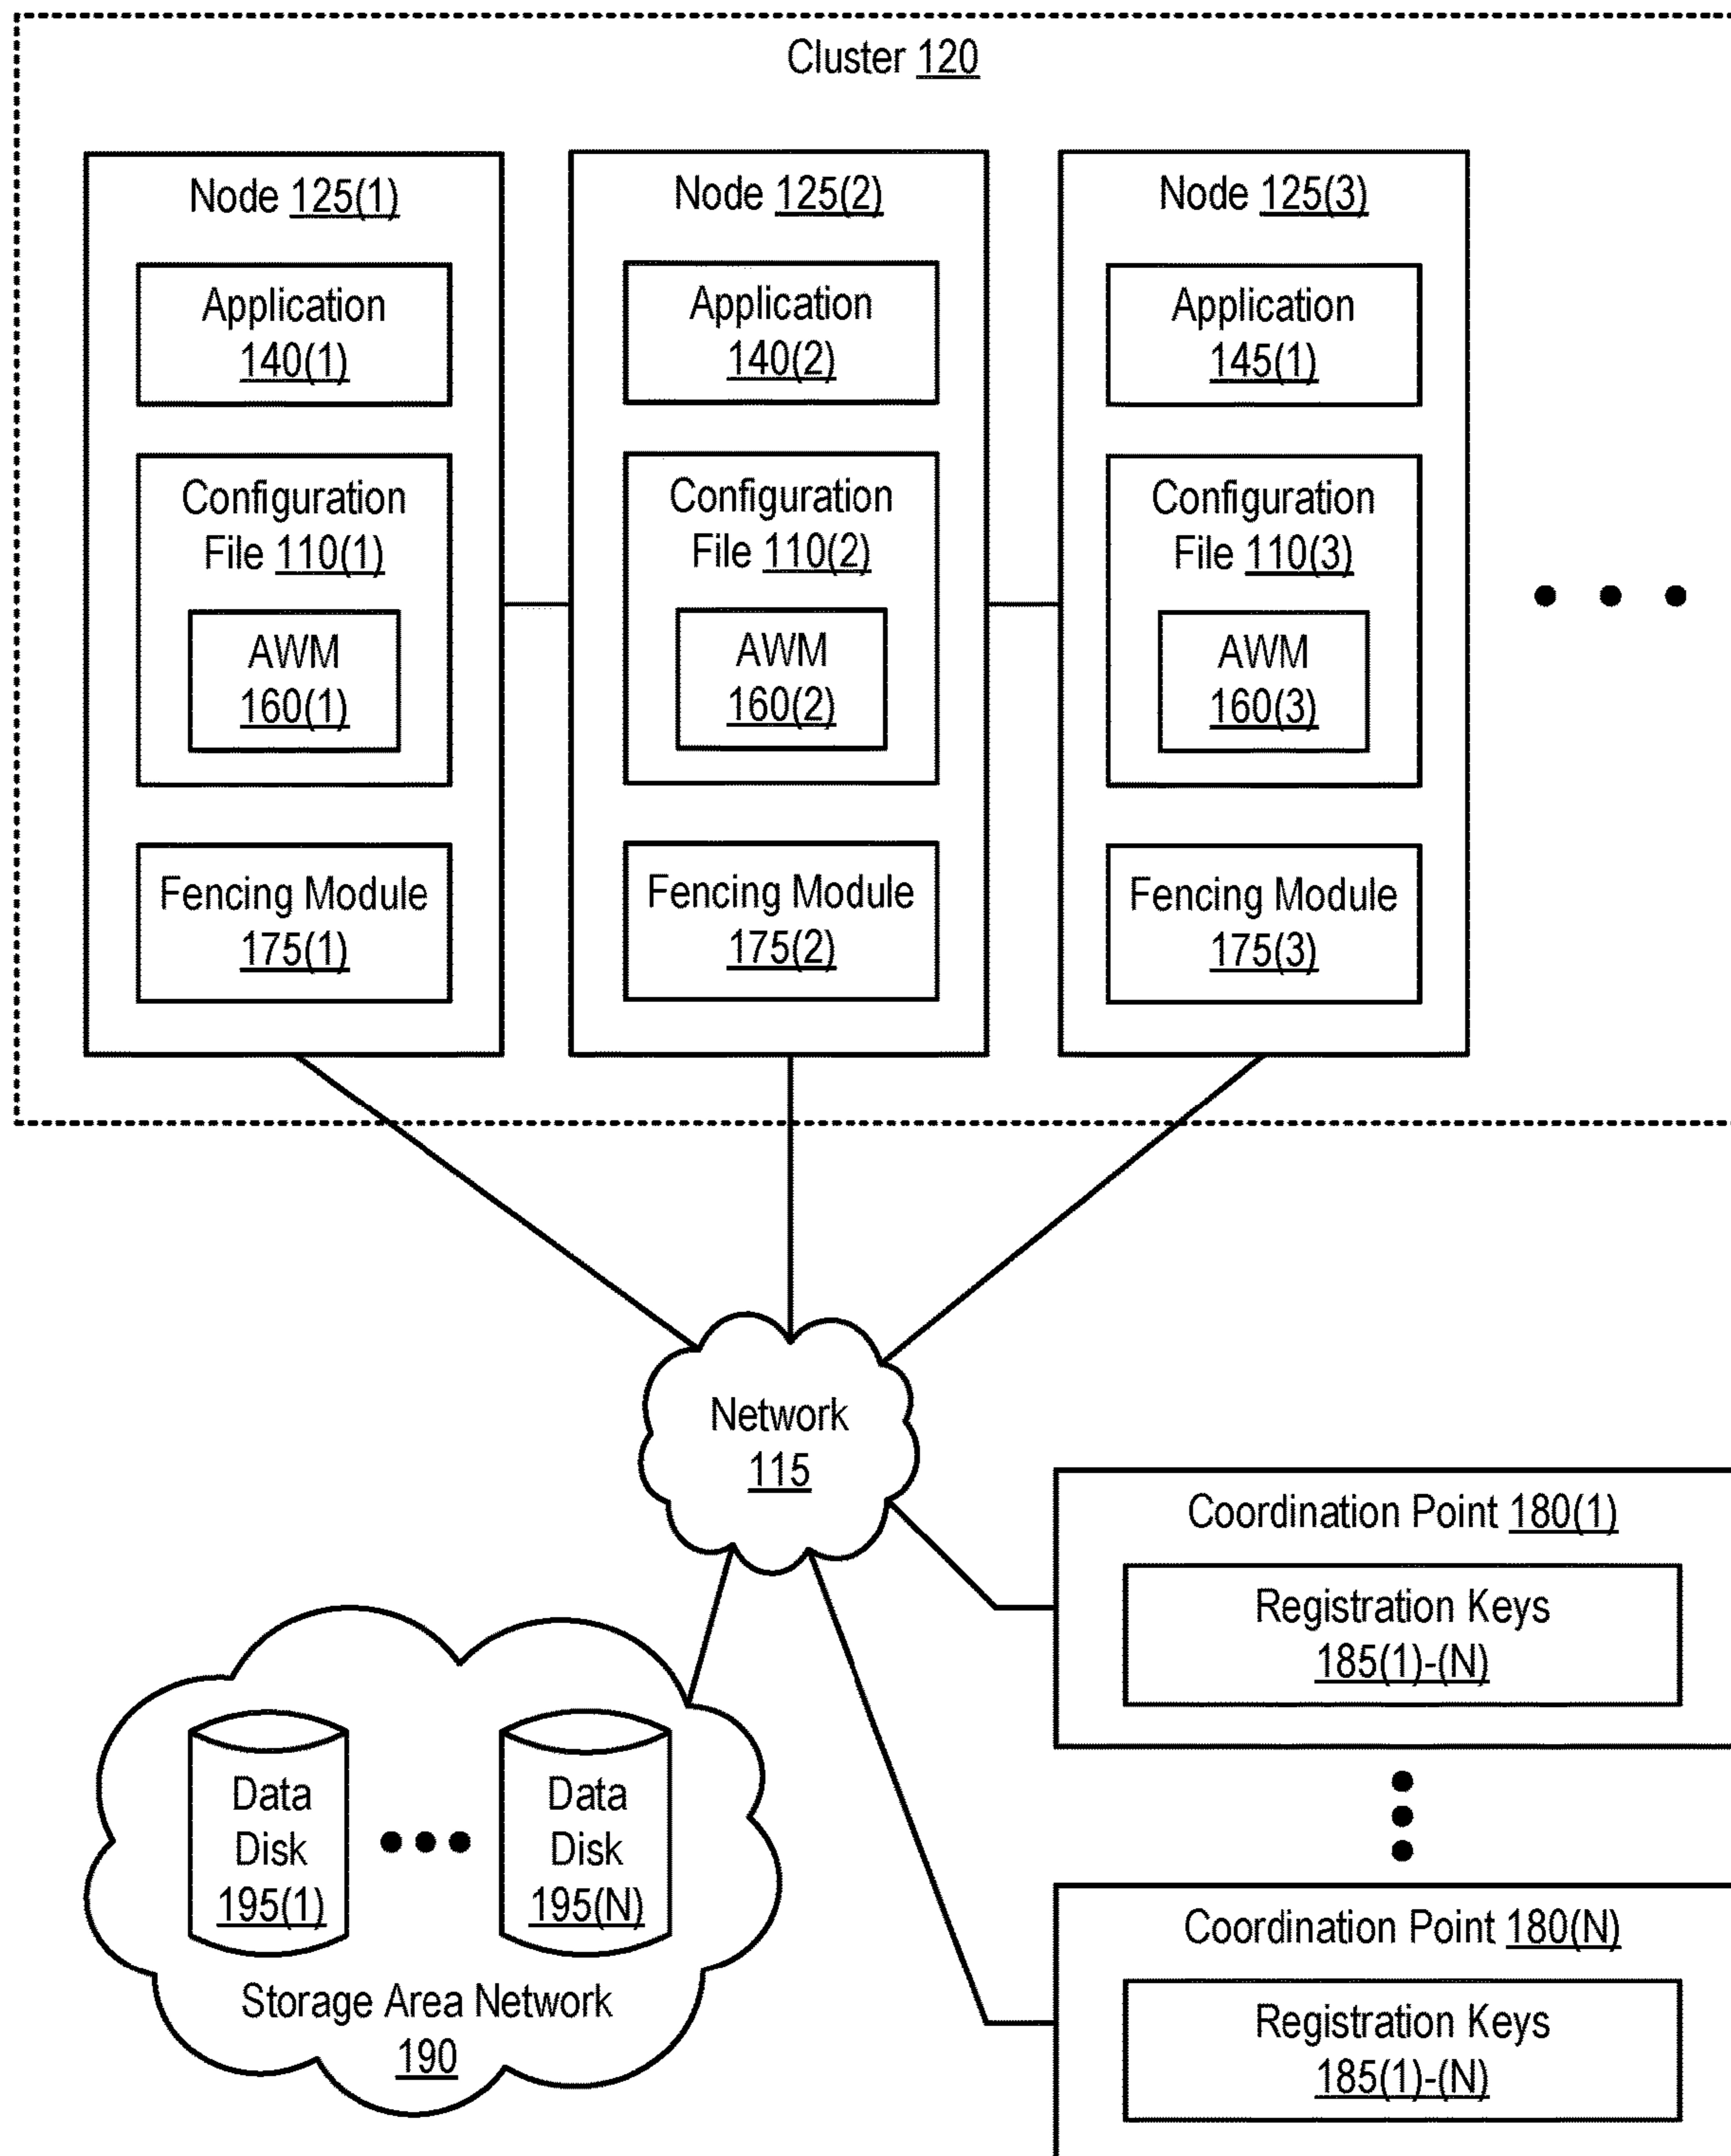 Cluster 120
Node 125(1)
Application
140(1)
Configuration
File 110(1)
AWM
160(1)
Fencing Module
175(1)
Node 125(2)
Application
140(2)
Configuration
File 110(2)
AWM
160(2)
Fencing Module
175(2)
Node 125(3)
Application
145(1)
Configuration
File 110(3)
AWM
160(3)
Fencing Module
175(3)
Network
115
Coordination Point 180(1)
Registration Keys
185(1)-(N)
Data
Disk
195(1)
Data
Disk
195(N)
Storage Area Network
190
Coordination Point 180(N)
Registration Keys
185(1)-(N)